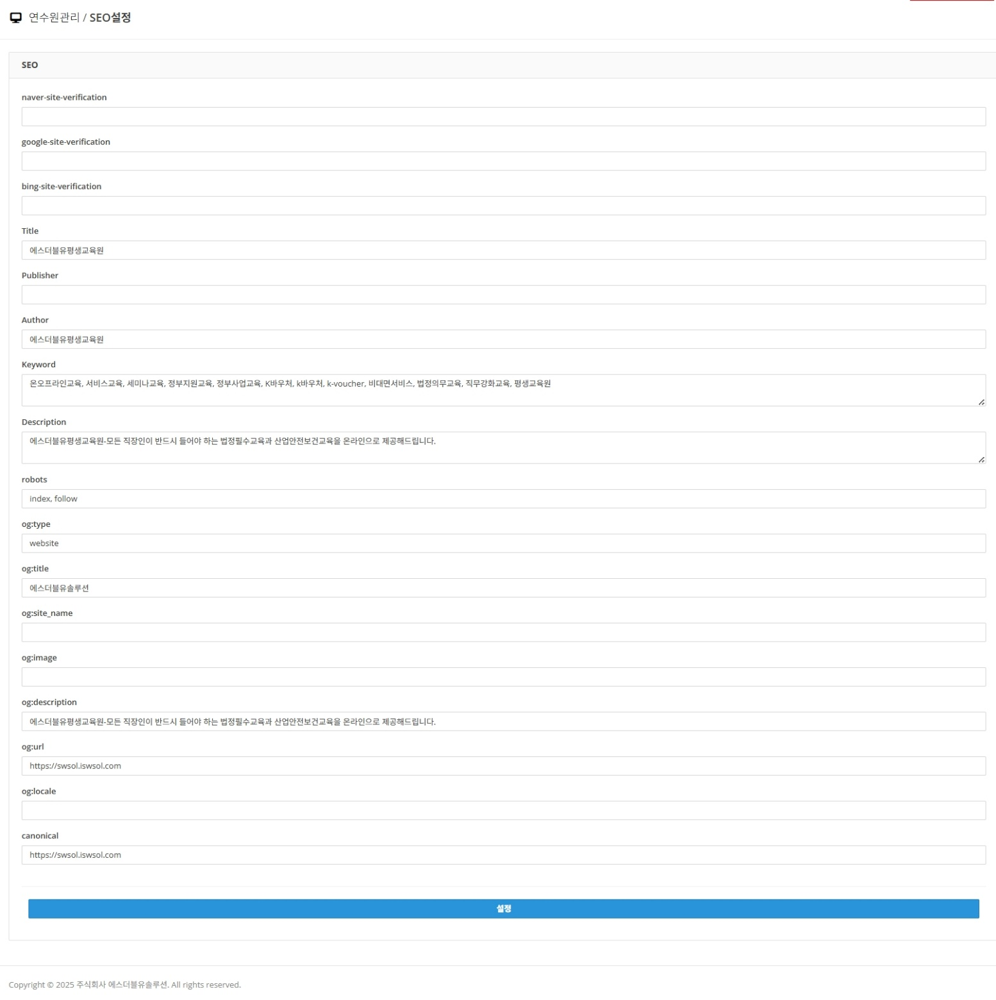 연수원관리 / SEO설정
SEO
naver-site-verification
google-site-verification
bing-site-verification
Title
에스더블유평생교육원
Publisher
Author
에스더블유평생교육원
Keyword
온오프라인교육, 서비스교육, 세미나교육, 정부지원교육, 정부사업교육, K바우처, k바우처, k-voucher, 비대면서비스, 법정의무교육, 직무강화교육, 평생교육원
Description
에스더블유평생교육원-모든 직장인이 반드시 들어야 하는 법정필수교육과 산업안전보건교육을 온라인으로 제공해드립니다.
robots
index, follow
og:type
website
og:title
에스더블유솔루션
og:site_name
og:image
og:description
에스더블유평생교육원-모든 직장인이 반드시 들어야 하는 법정필수교육과 산업안전보건교육을 온라인으로 제공해드립니다.
og:url
https://swsol.iswsol.com
og:locale
canonical
https://swsol.iswsol.com
설정
Copyright © 2025 주식회사 에스더블유솔루션. All rights reserved.